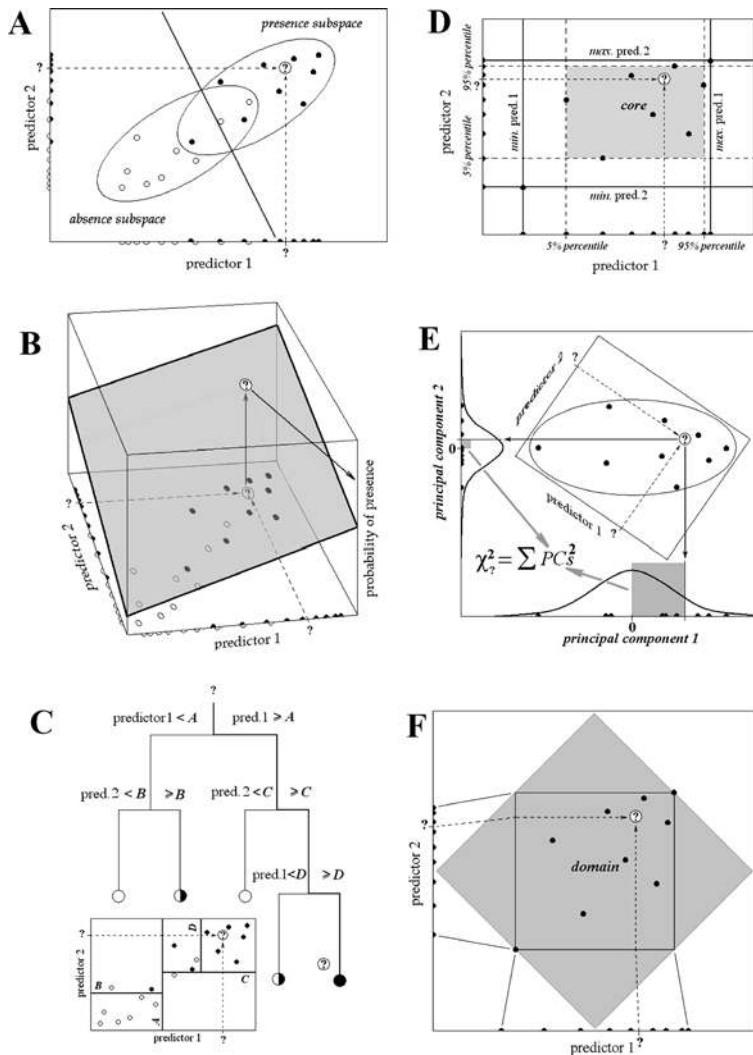 A
presence subspace
?
?
predictor 2
absence subspace
?
predictor 1
D
max. pred. 2
95% percentile
?
?
min. pred.1
core
max. pred.1
5% percentile
min. pred.2
5% percentile
?
95% percentile
predictor 1
predictor 2
B
?
?
?
predictor 2
probability of presence
predictor 1
?
E
predictor 2
?
?
principal component 2
0
predictor 1
?
χ²? = ∑ PCs²
0
principal component 1
C
?
predictor1 < A
pred.1 ⩾ A
pred.2 < B
⩾ B
pred.2 < C
⩾ C
pred.1 < D
⩾ D
?
?
D
?
predictor 2
B
C
A
predictor 1
?
F
?
?
predictor 2
domain
predictor 1
?